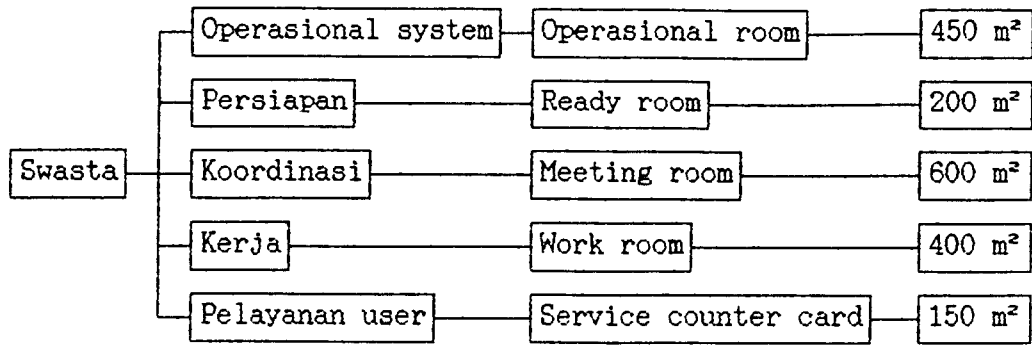 Operasional system Operasional room 450 m²
Persiapan Ready room 200 m²
Swasta Koordinasi Meeting room 600 m²
Kerja Work room 400 m²
Pelayanan user Service counter card 150 m²